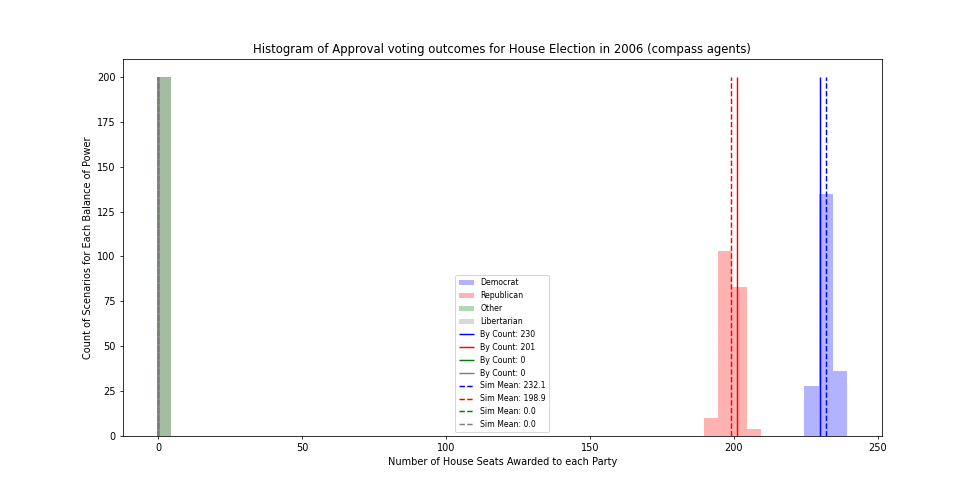 Histogram of Approval voting outcomes for House Election in 2006 (compass agents)
Count of Scenarios for Each Balance of Power
200
175
150
125
100
75
50
25
0
Democrat
Republican
Other
Libertarian
By Count: 230
By Count: 201
By Count: 0
By Count: 0
Sim Mean: 232.1
Sim Mean: 198.9
Sim Mean: 0.0
Sim Mean: 0.0
0 50 100 150 200 250
Number of House Seats Awarded to each Party